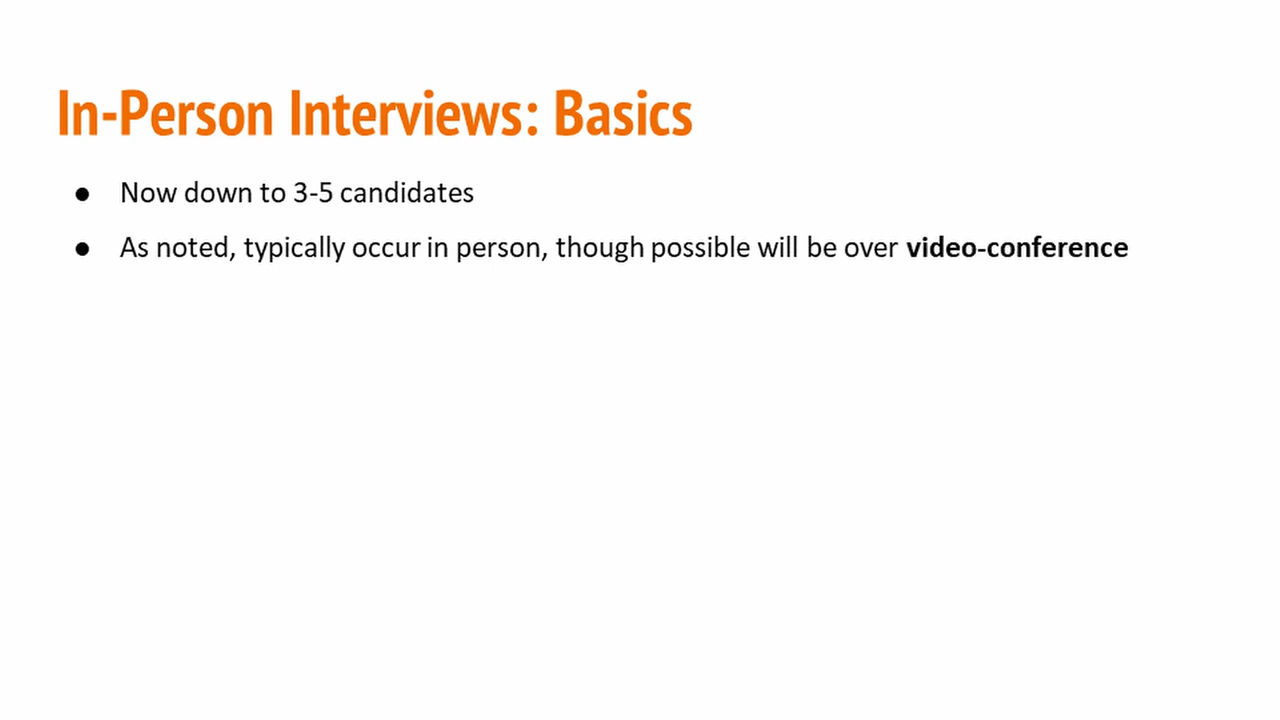 In-Person Interviews: Basics
● Now down to 3-5 candidates
● As noted, typically occur in person, though possible will be over video-conference